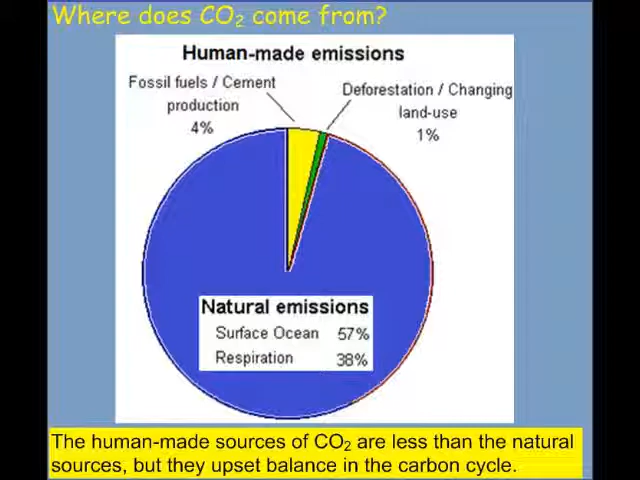 Where does CO₂ come from?
Human-made emissions
Fossil fuels / Cement
production
4%
Deforestation / Changing
land-use
1%
Natural emissions
Surface Ocean 57%
Respiration 38%
The human-made sources of CO₂ are less than the natural
sources, but they upset balance in the carbon cycle.